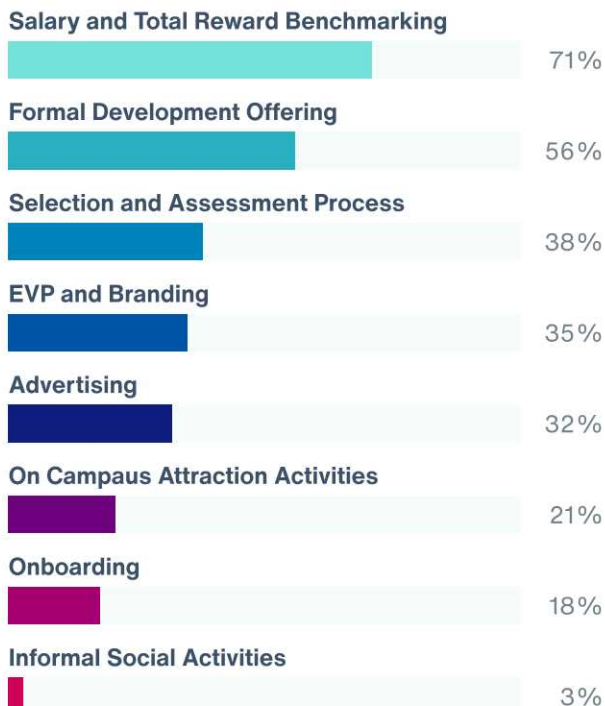 Salary and Total Reward Benchmarking
71%
Formal Development Offering
56%
Selection and Assessment Process
38%
EVP and Branding
35%
Advertising
32%
On Campaus Attraction Activities
21%
Onboarding
18%
Informal Social Activities
3%